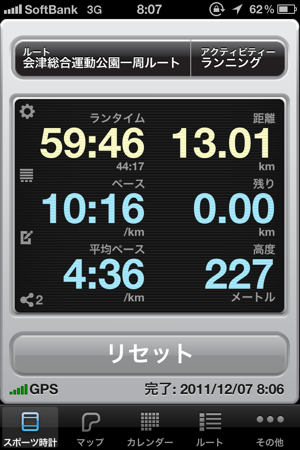 SoftBank 3G 8:07 62%
ルート アクティビティー
会津総合運動公園一周ルート ランニング
ランタイム 距離
59:46 13.01
44:17 km
ペース 残り
10:16 0.00
/km km
平均ペース 高度
4:36 227
/km メートル
2
リセット
GPS 完了: 2011/12/07 8:06
スポーツ時計 マップ カレンダー ルート その他